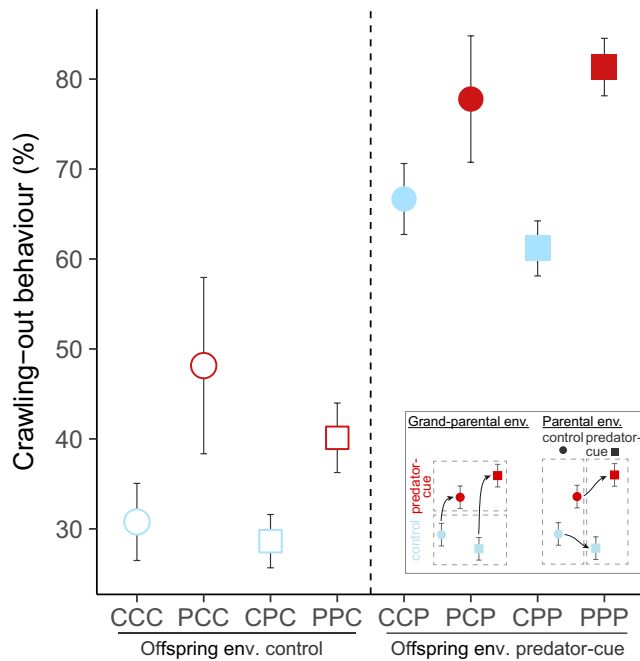 Crawling−out behaviour (%)
80
70
60
50
40
30
CCC PCC CPC PPC CCP PCP CPP PPP
Offspring env. control Offspring env. predator-cue
Grand-parental env. Parental env.
control predator-
cue
predator-
cue
control